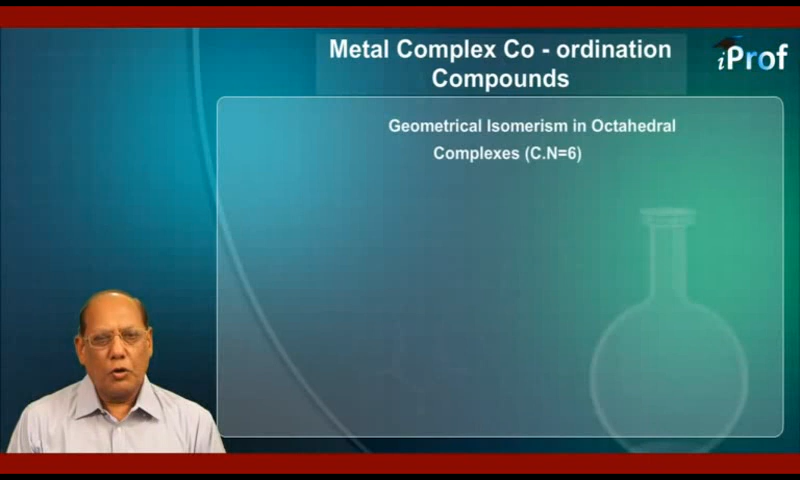 Metal Complex Co - ordination
Compounds
iProf
Geometrical Isomerism in Octahedral
Complexes (C.N=6)